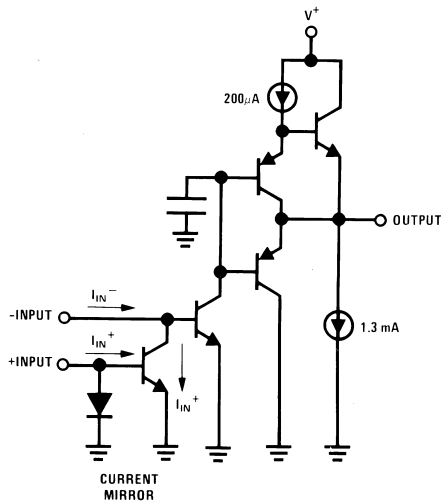 V+
200μA
OUTPUT
IIN−
-INPUT
1.3 mA
IIN+
+INPUT
IIN+
CURRENT
MIRROR